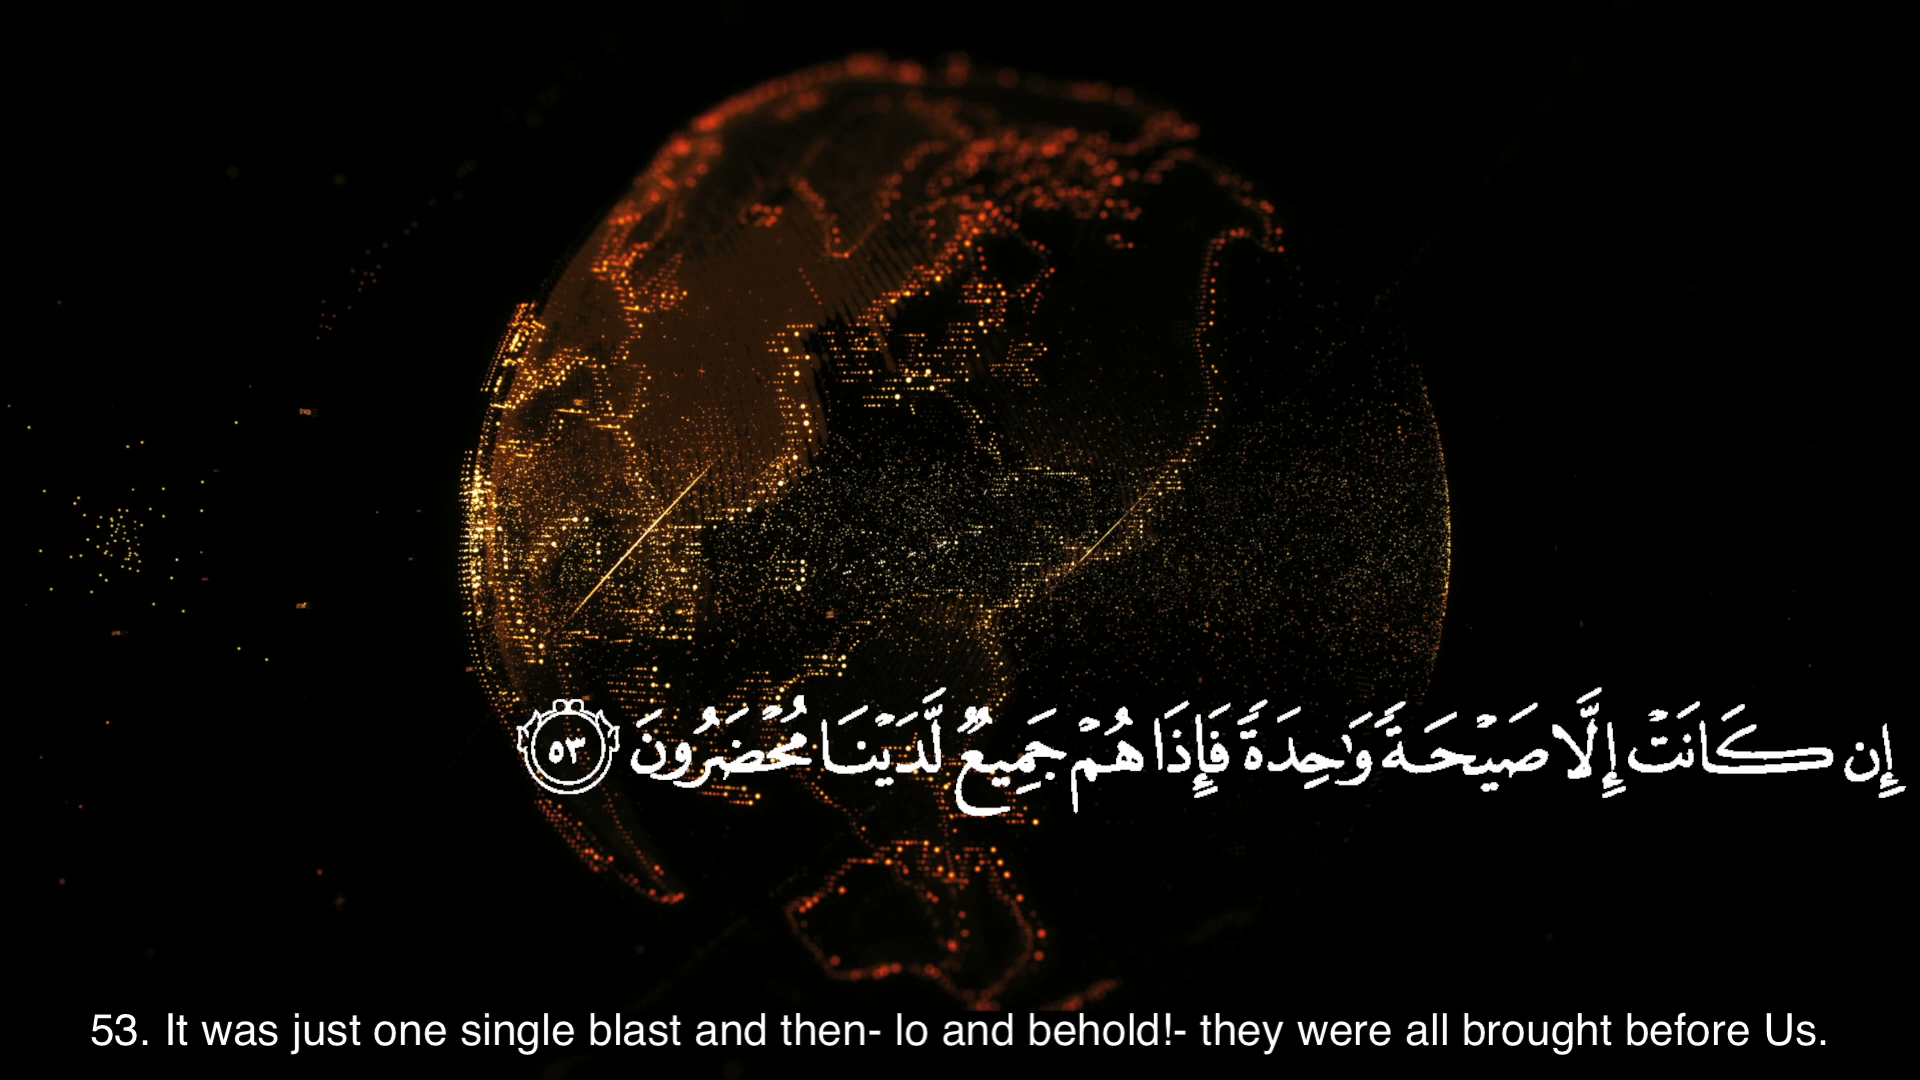 إِن كَانَتْ إِلَّا صَيْحَةً وَٰحِدَةً فَإِذَا هُمْ جَمِيعٌ لَّدَيْنَا مُحْضَرُونَ ٥٣
53. It was just one single blast and then- lo and behold!- they were all brought before Us.